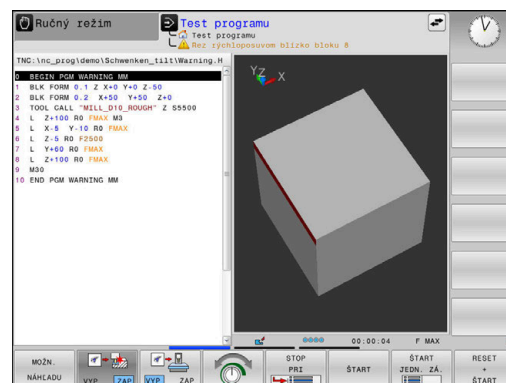 Ručný režim
Test programu
Test programu
Rez rýchloposuvom blízko bloku 8
TNC:\nc_prog\demo\Schwenken_tilt\Warning.H
0 BEGIN PGM WARNING MM
1 BLK FORM 0.1 Z X+0 Y+0 Z-50
2 BLK FORM 0.2 X+50 Y+50 Z+0
3 TOOL CALL "MILL_D10_ROUGH" Z S5500
4 L Z+100 R0 FMAX M3
5 L X-5 Y-10 R0 FMAX
6 L Z-5 R0 F2500
7 L Y+60 R0 FMAX
8 L Z+100 R0 FMAX
9 M30
10 END PGM WARNING MM
Y Z X
00:00:04 F MAX
MOŽN.
NÁHĽADU
VYP ZAP
VYP ZAP
STOP
PRI
ŠTART
ŠTART
JEDN. ZÁ.
RESET
+
ŠTART